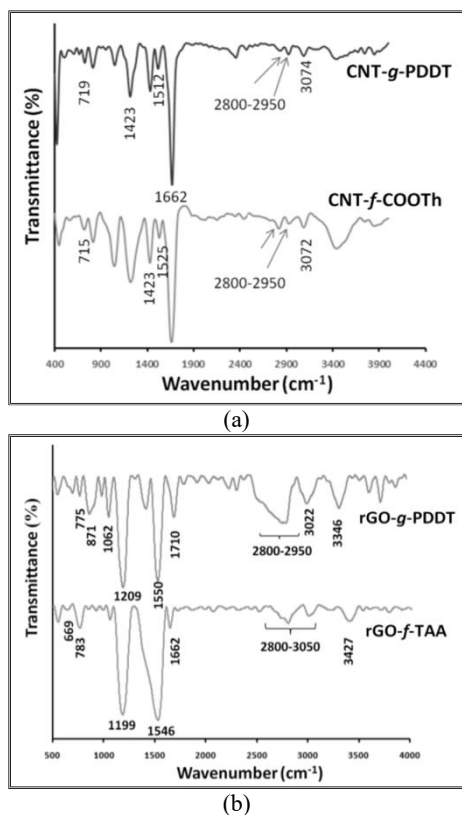 Transmittance (%)
CNT-g-PDDT
719
1423
1512
1662
2800-2950
3074
CNT-f-COOTh
715
1423
1525
2800-2950
3072
400 900 1400 1900 2400 2900 3400 3900 4400
Wavenumber (cm⁻¹)
(a)
Transmittance (%)
rGO-g-PDDT
775
871
1062
1209
1550
1710
2800-2950
3022
3346
rGO-f-TAA
669
783
1199
1546
1662
2800-3050
3427
500 1000 1500 2000 2500 3000 3500 4000
Wavenumber (cm⁻¹)
(b)